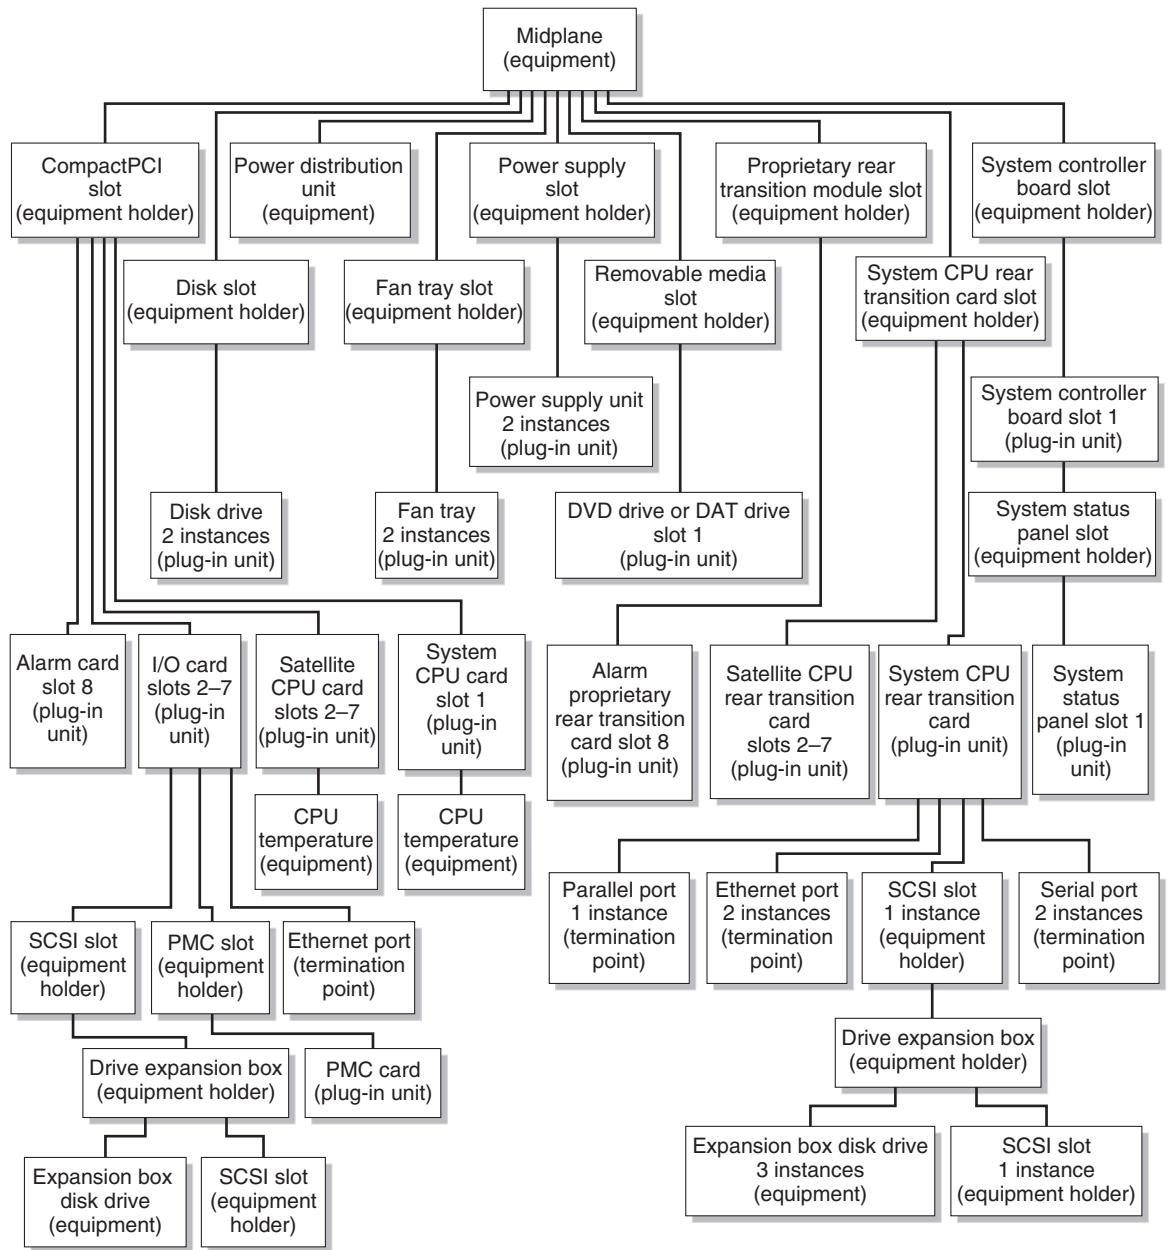 Midplane
(equipment)
CompactPCI
slot
(equipment holder)
Power distribution
unit
(equipment)
Power supply
slot
(equipment holder)
Proprietary rear
transition module slot
(equipment holder)
System controller
board slot
(equipment holder)
Disk slot
(equipment holder)
Fan tray slot
(equipment holder)
Removable media
slot
(equipment holder)
System CPU rear
transition card slot
(equipment holder)
Power supply unit
2 instances
(plug-in unit)
System controller
board slot 1
(plug-in unit)
Disk drive
2 instances
(plug-in unit)
Fan tray
2 instances
(plug-in unit)
DVD drive or DAT drive
slot 1
(plug-in unit)
System status
panel slot
(equipment holder)
Alarm card
slot 8
(plug-in
unit)
I/O card
slots 2–7
(plug-in
unit)
Satellite
CPU card
slots 2–7
(plug-in unit)
System
CPU card
slot 1
(plug-in
unit)
Alarm
proprietary
rear transition
card slot 8
(plug-in unit)
Satellite CPU
rear transition
card
slots 2–7
(plug-in unit)
System CPU
rear transition
card
(plug-in unit)
System
status
panel slot 1
(plug-in
unit)
CPU
temperature
(equipment)
CPU
temperature
(equipment)
Parallel port
1 instance
(termination
point)
Ethernet port
2 instances
(termination
point)
SCSI slot
1 instance
(equipment
holder)
Serial port
2 instances
(termination
point)
SCSI slot
(equipment
holder)
PMC slot
(equipment
holder)
Ethernet port
(termination
point)
Drive expansion box
(equipment holder)
Drive expansion box
(equipment holder)
PMC card
(plug-in unit)
Expansion box disk drive
3 instances
(equipment)
SCSI slot
1 instance
(equipment holder)
Expansion box
disk drive
(equipment)
SCSI slot
(equipment
holder)